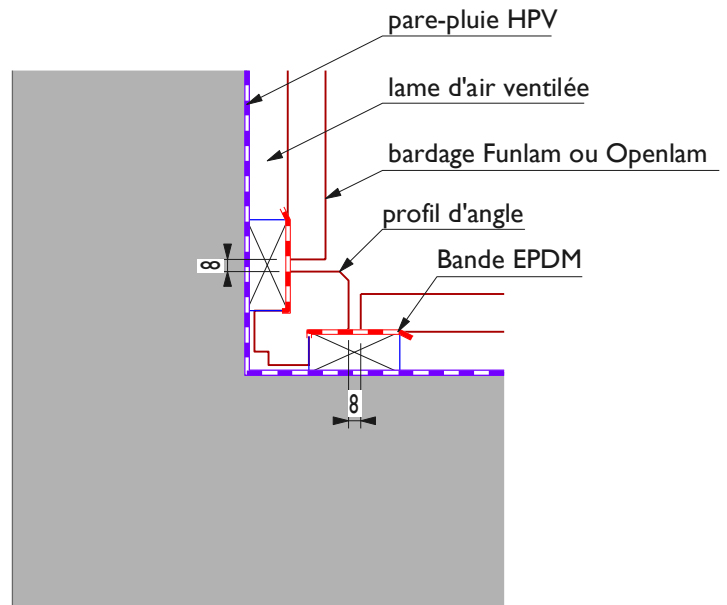 pare-pluie HPV
lame d'air ventilée
bardage Funlam ou Openlam
profil d'angle
Bande EPDM
8
8